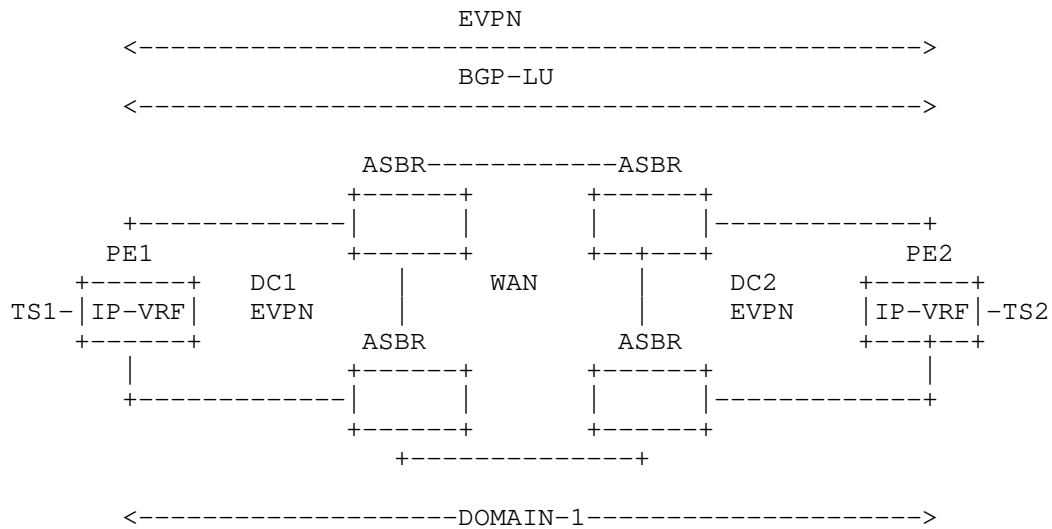 EVPN
BGP-LU
ASBR ASBR
PE1 PE2
DC1 WAN DC2
TS1 IP-VRF EVPN EVPN IP-VRF TS2
ASBR ASBR
DOMAIN-1